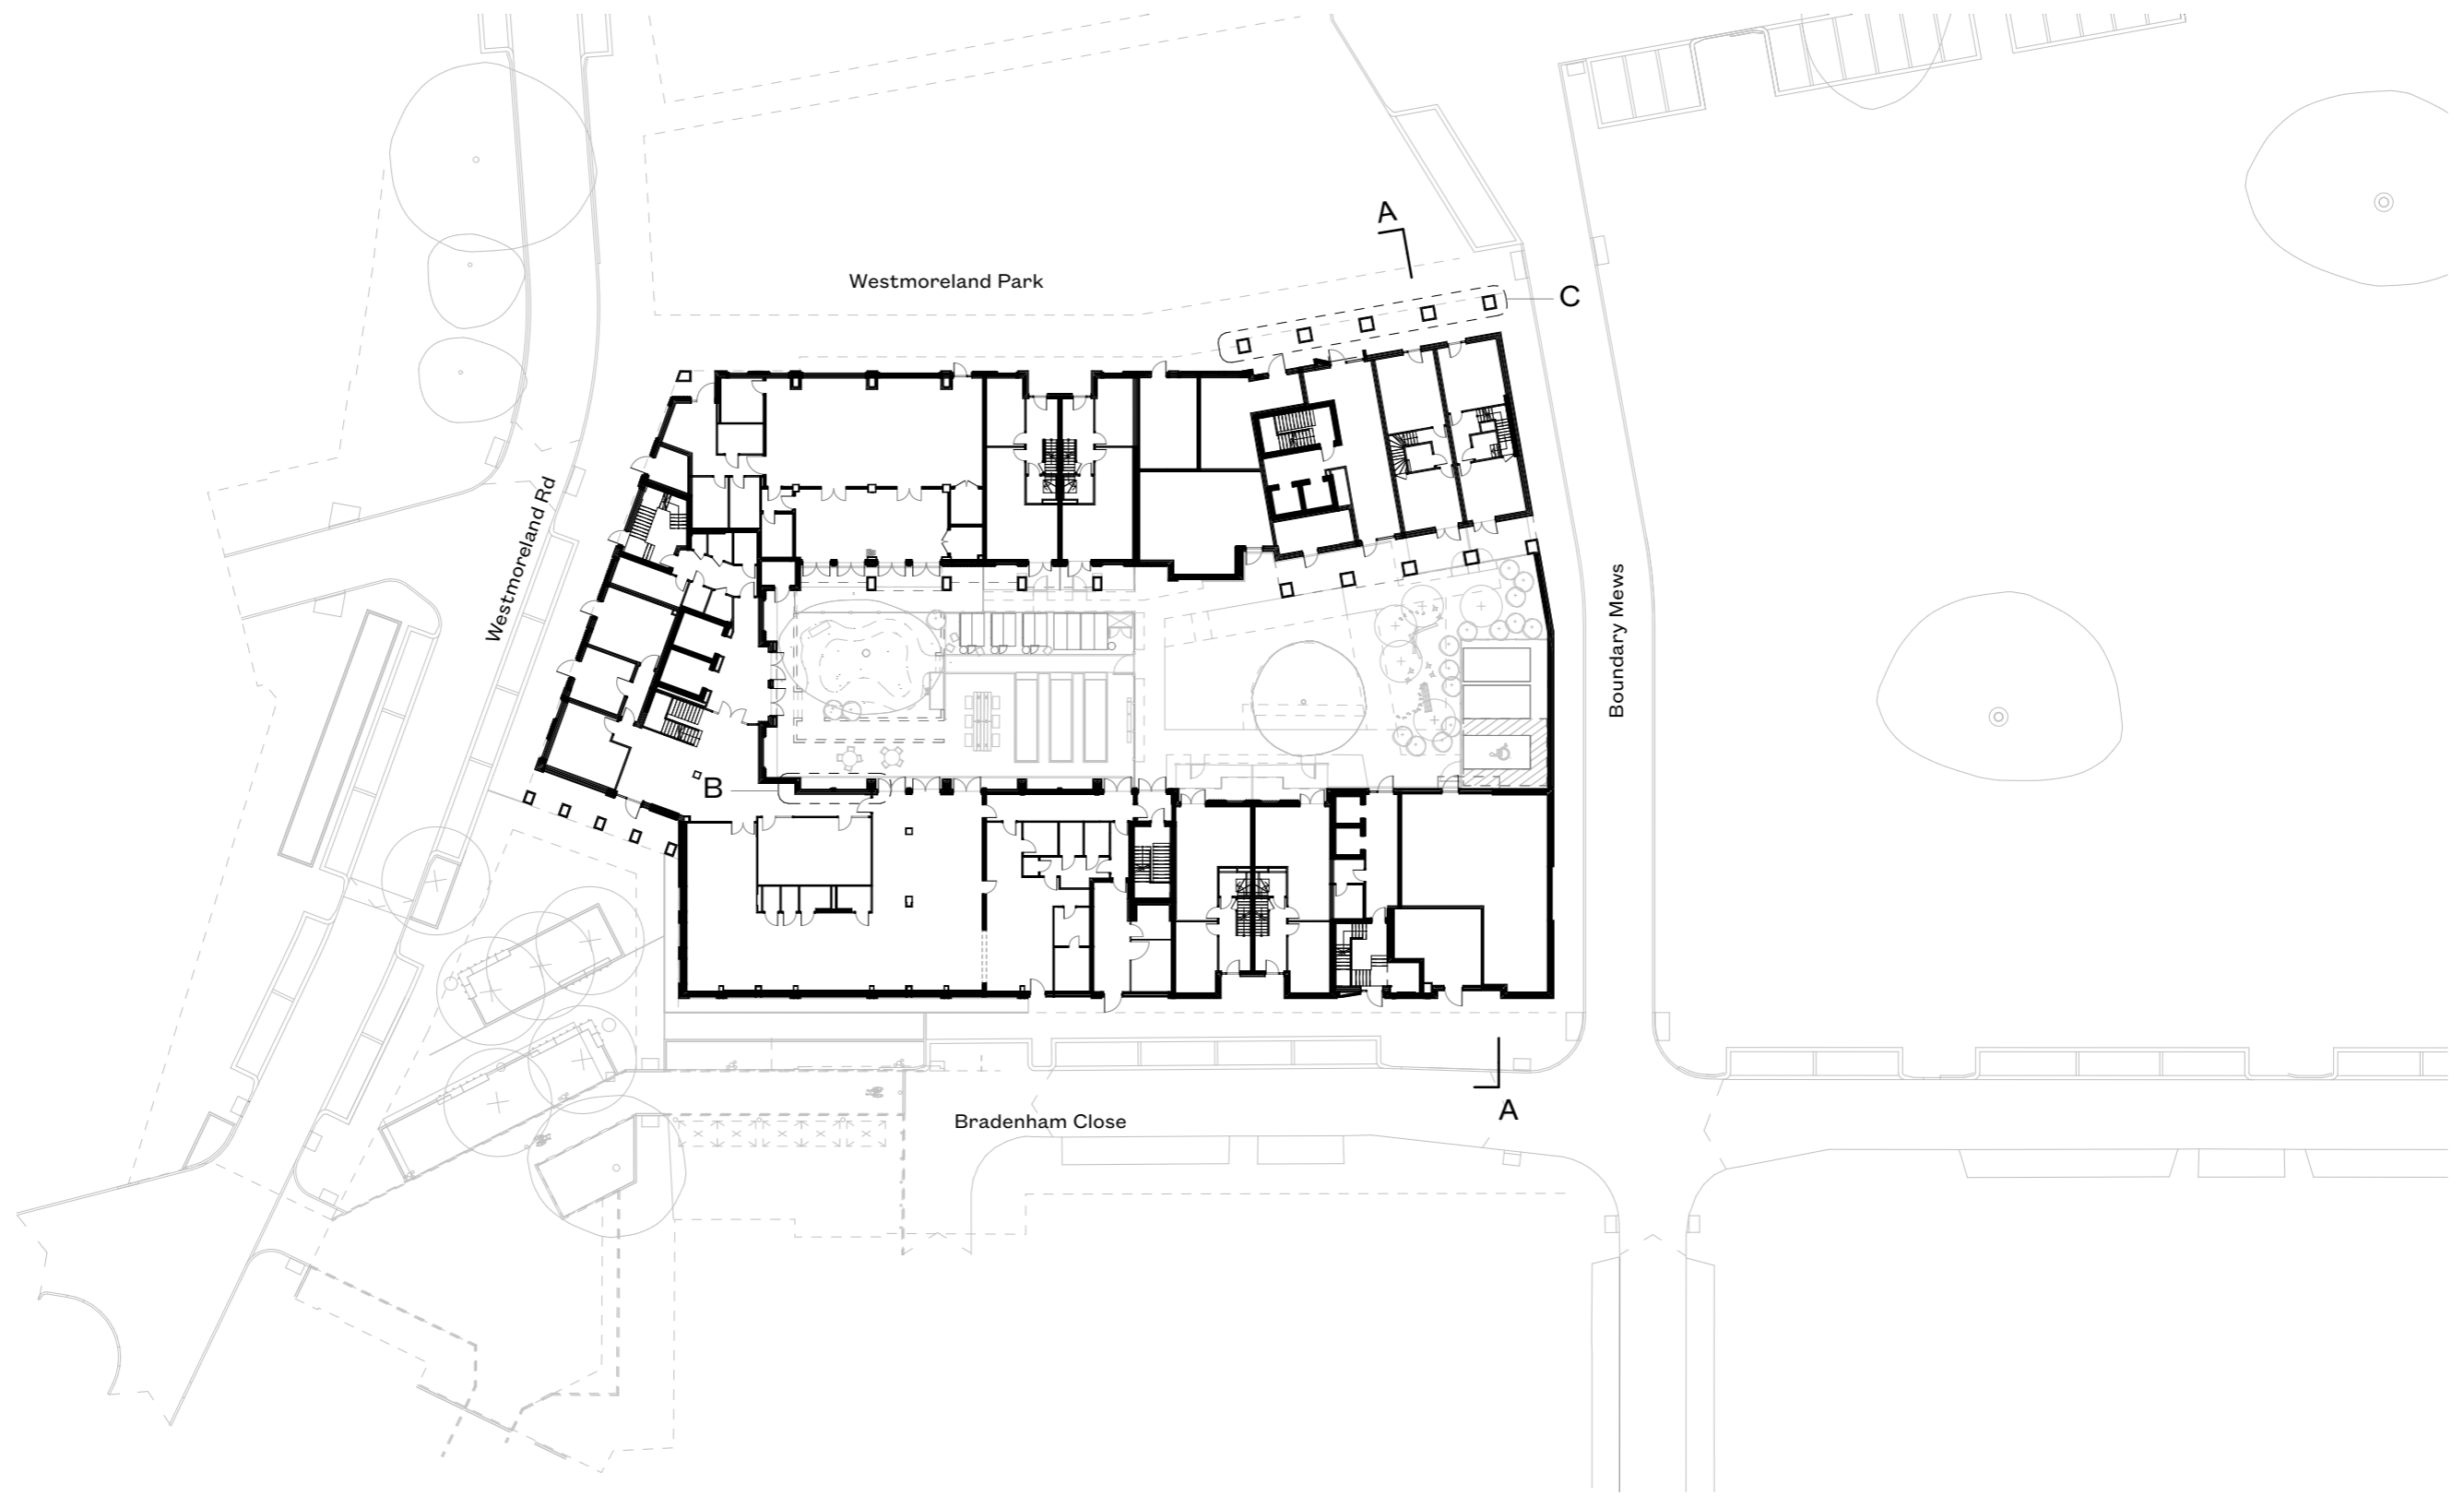 A
Westmoreland Park
C
Westmoreland Rd
Boundary Mews
B
A
Bradenham Close